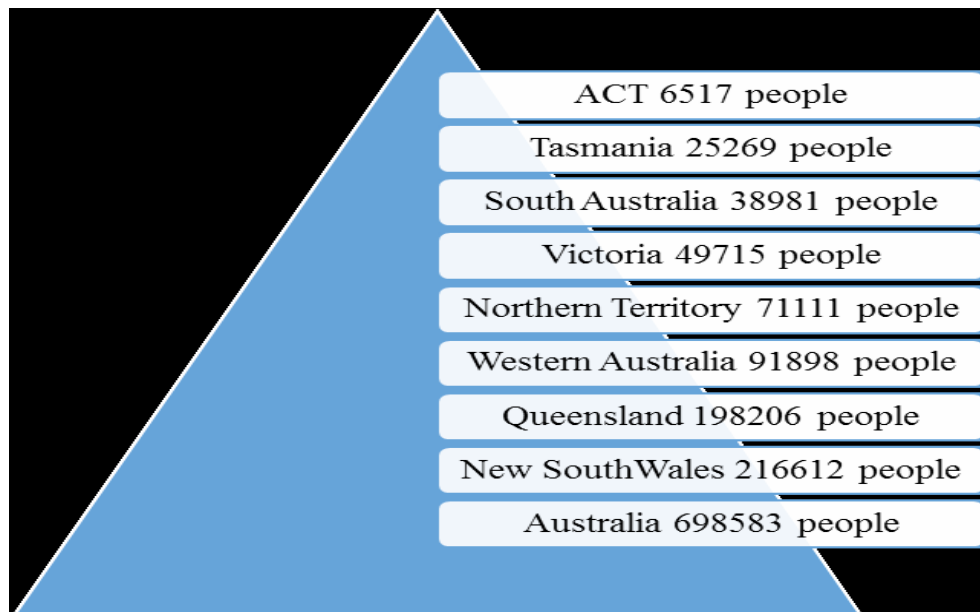 ACT 6517 people
Tasmania 25269 people
South Australia 38981 people
Victoria 49715 people
Northern Territory 71111 people
Western Australia 91898 people
Queensland 198206 people
New SouthWales 216612 people
Australia 698583 people